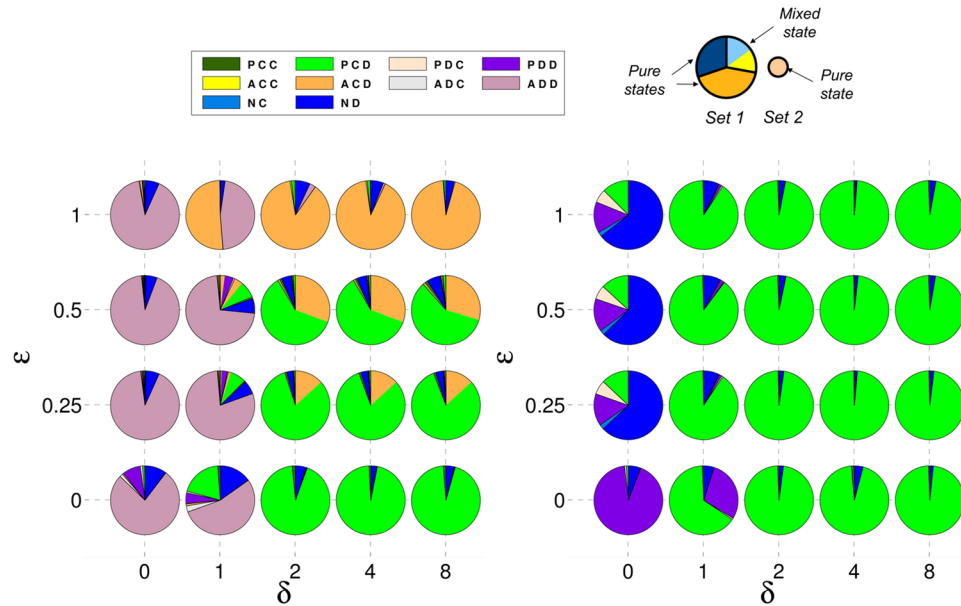 Mixed
state
PCC PCD PDC PDD
ACC ACD ADC ADD
NC ND
Pure
states
Pure
state
Set 1 Set 2
1 1
0.5 0.5
ε ε
0.25 0.25
0 0
0 1 2 4 8 0 1 2 4 8
δ δ